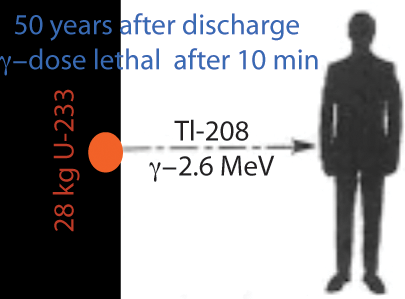 50 years after discharge
γ–dose lethal after 10 min
28 kg U-233
Tl-208
γ–2.6 MeV